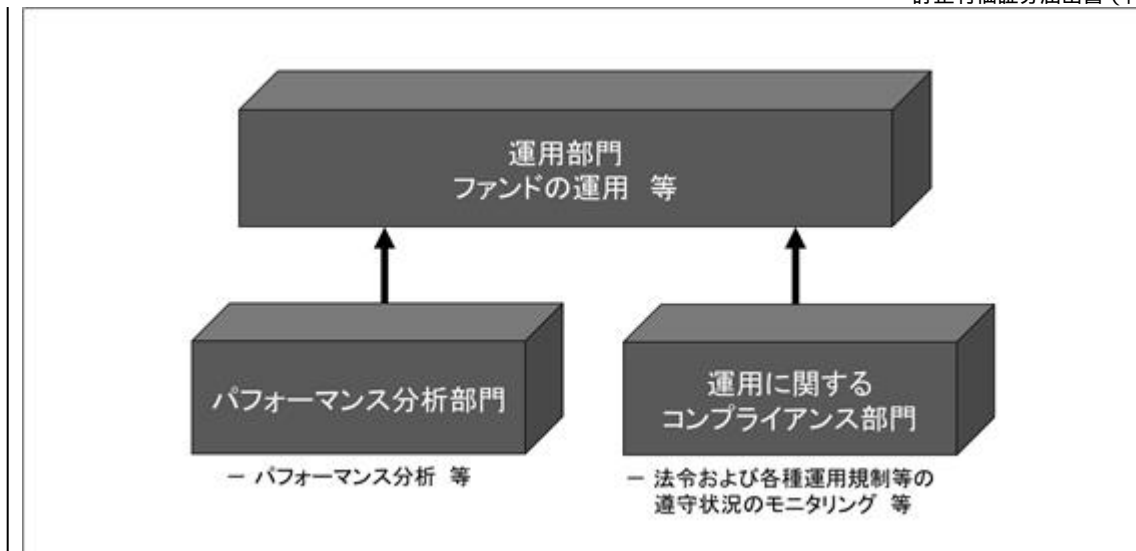 運用部門
ファンドの運用 等
パフォーマンス分析部門
運用に関する
コンプライアンス部門
－ パフォーマンス分析 等
－ 法令および各種運用規制等の
遵守状況のモニタリング 等